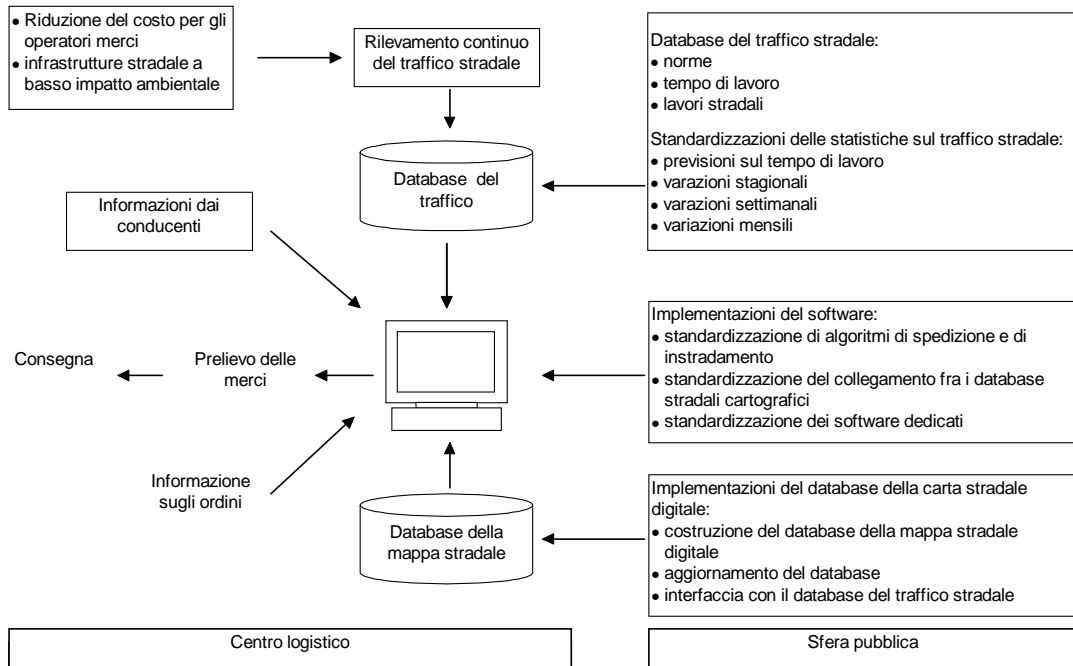 • Riduzione del costo per gli
operatori merci
• infrastrutture stradale a
basso impatto ambientale
Rilevamento continuo
del traffico stradale
Database del
traffico
Informazioni dai
conducenti
Consegna
Prelievo delle
merci
Informazione
sugli ordini
Database della
mappa stradale
Centro logistico
Database del traffico stradale:
• norme
• tempo di lavoro
• lavori stradali
Standardizzazioni delle statistiche sul traffico stradale:
• previsioni sul tempo di lavoro
• varazioni stagionali
• varazioni settimanali
• variazioni mensili
Implementazioni del software:
• standardizzazione di algoritmi di spedizione e di
instradamento
• standardizzazione del collegamento fra i database
stradali cartografici
• standardizzazione dei software dedicati
Implementazioni del database della carta stradale
digitale:
• costruzione del database della mappa stradale
digitale
• aggiornamento del database
• interfaccia con il database del traffico stradale
Sfera pubblica